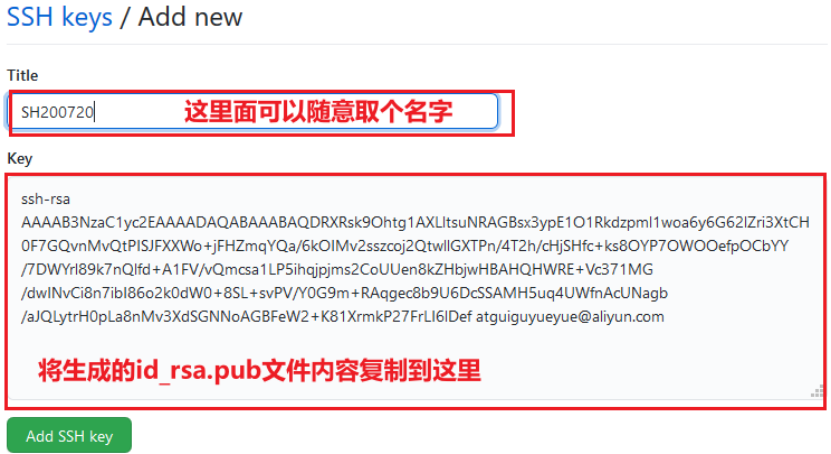 SSH keys / Add new
Title
SH200720
这里面可以随意取个名字
Key
ssh-rsa
AAAAB3NzaC1yc2EAAAADAQABAAABAQDRXRsk9Ohtg1AXLltsuNRAGBsx3ypE1O1Rkdzpml1woa6y6G62lZri3XtCH
0F7GQvnMvQtPISJFXXWo+jFHZmqYQa/6kOIMv2sszcoj2QtwllGXTPn/4T2h/cHjSHfc+ks8OYP7OWOOefpOCbYY
/7DWYrl89k7nQlfd+A1FV/vQmcsa1LP5ihqjpjms2CoUUen8kZHbjwHBAHQHWRE+Vc371MG
/dwINvCi8n7ibl86o2k0dW0+8SL+svPV/Y0G9m+RAqgec8b9U6DcSSAMH5uq4UWfnAcUNagb
/aJQLytrH0pLa8nMv3XdSGNNoAGBFeW2+K81XrmkP27FrLI6lDef atguiguyueyue@aliyun.com
将生成的id_rsa.pub文件内容复制到这里
Add SSH key